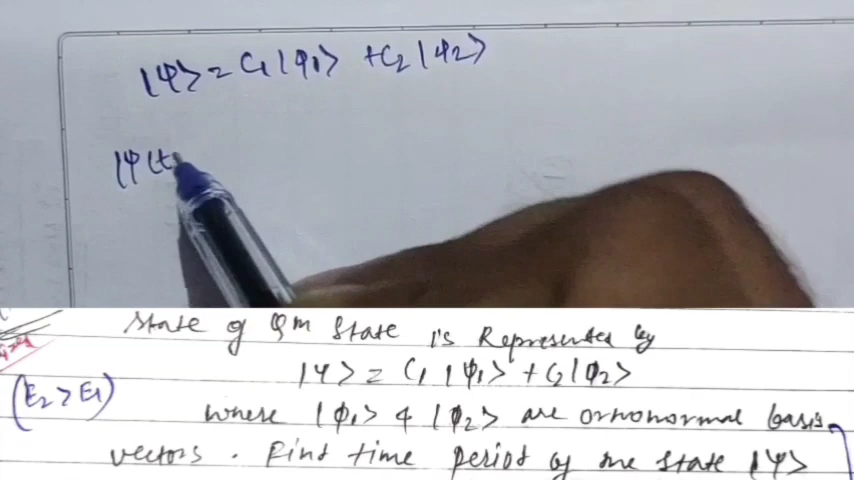 |ψ> = C₁|φ₁> + C₂|φ₂>
|ψ(t
State of QM State is Represented by
|ψ> = C₁|φ₁> + C₂|φ₂>
(E₂ > E₁)
where |φ₁> & |φ₂> are orthonormal basis
vectors. Find time period of the state |ψ>